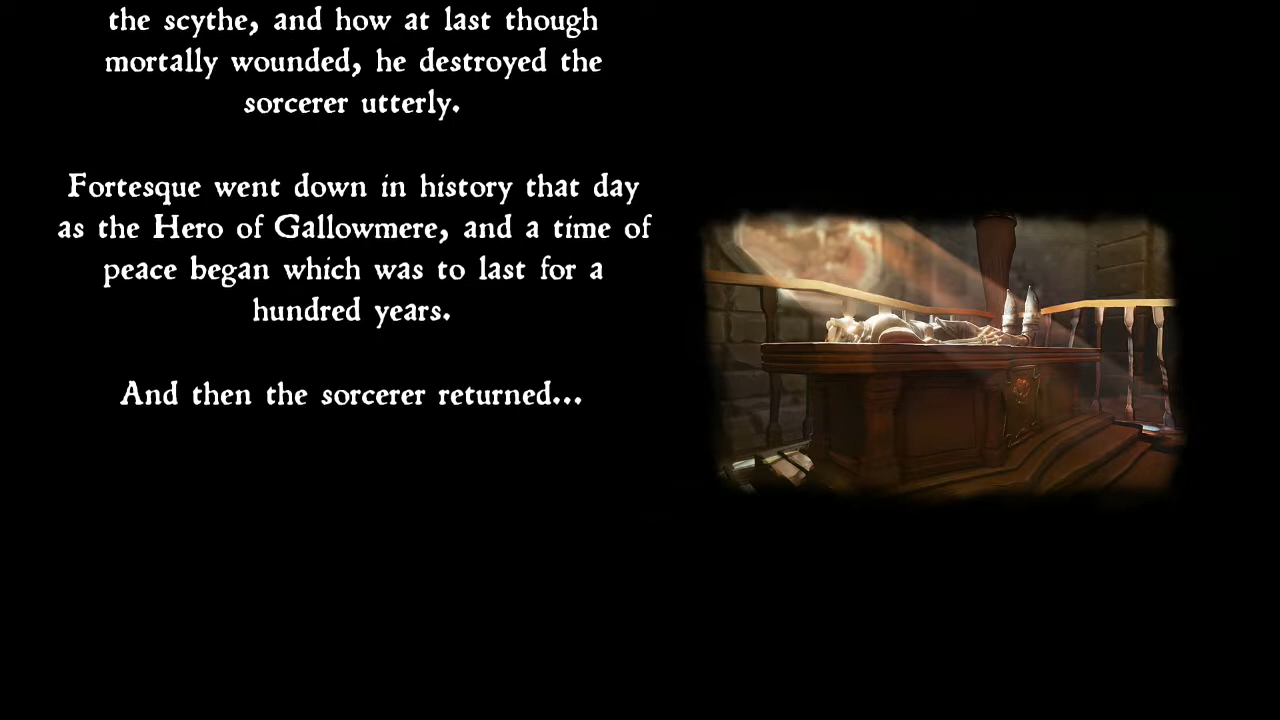 the scythe, and how at last though
mortally wounded, he destroyed the
sorcerer utterly.
Fortesque went down in history that day
as the Hero of Gallowmere, and a time of
peace began which was to last for a
hundred years.
And then the sorcerer returned...